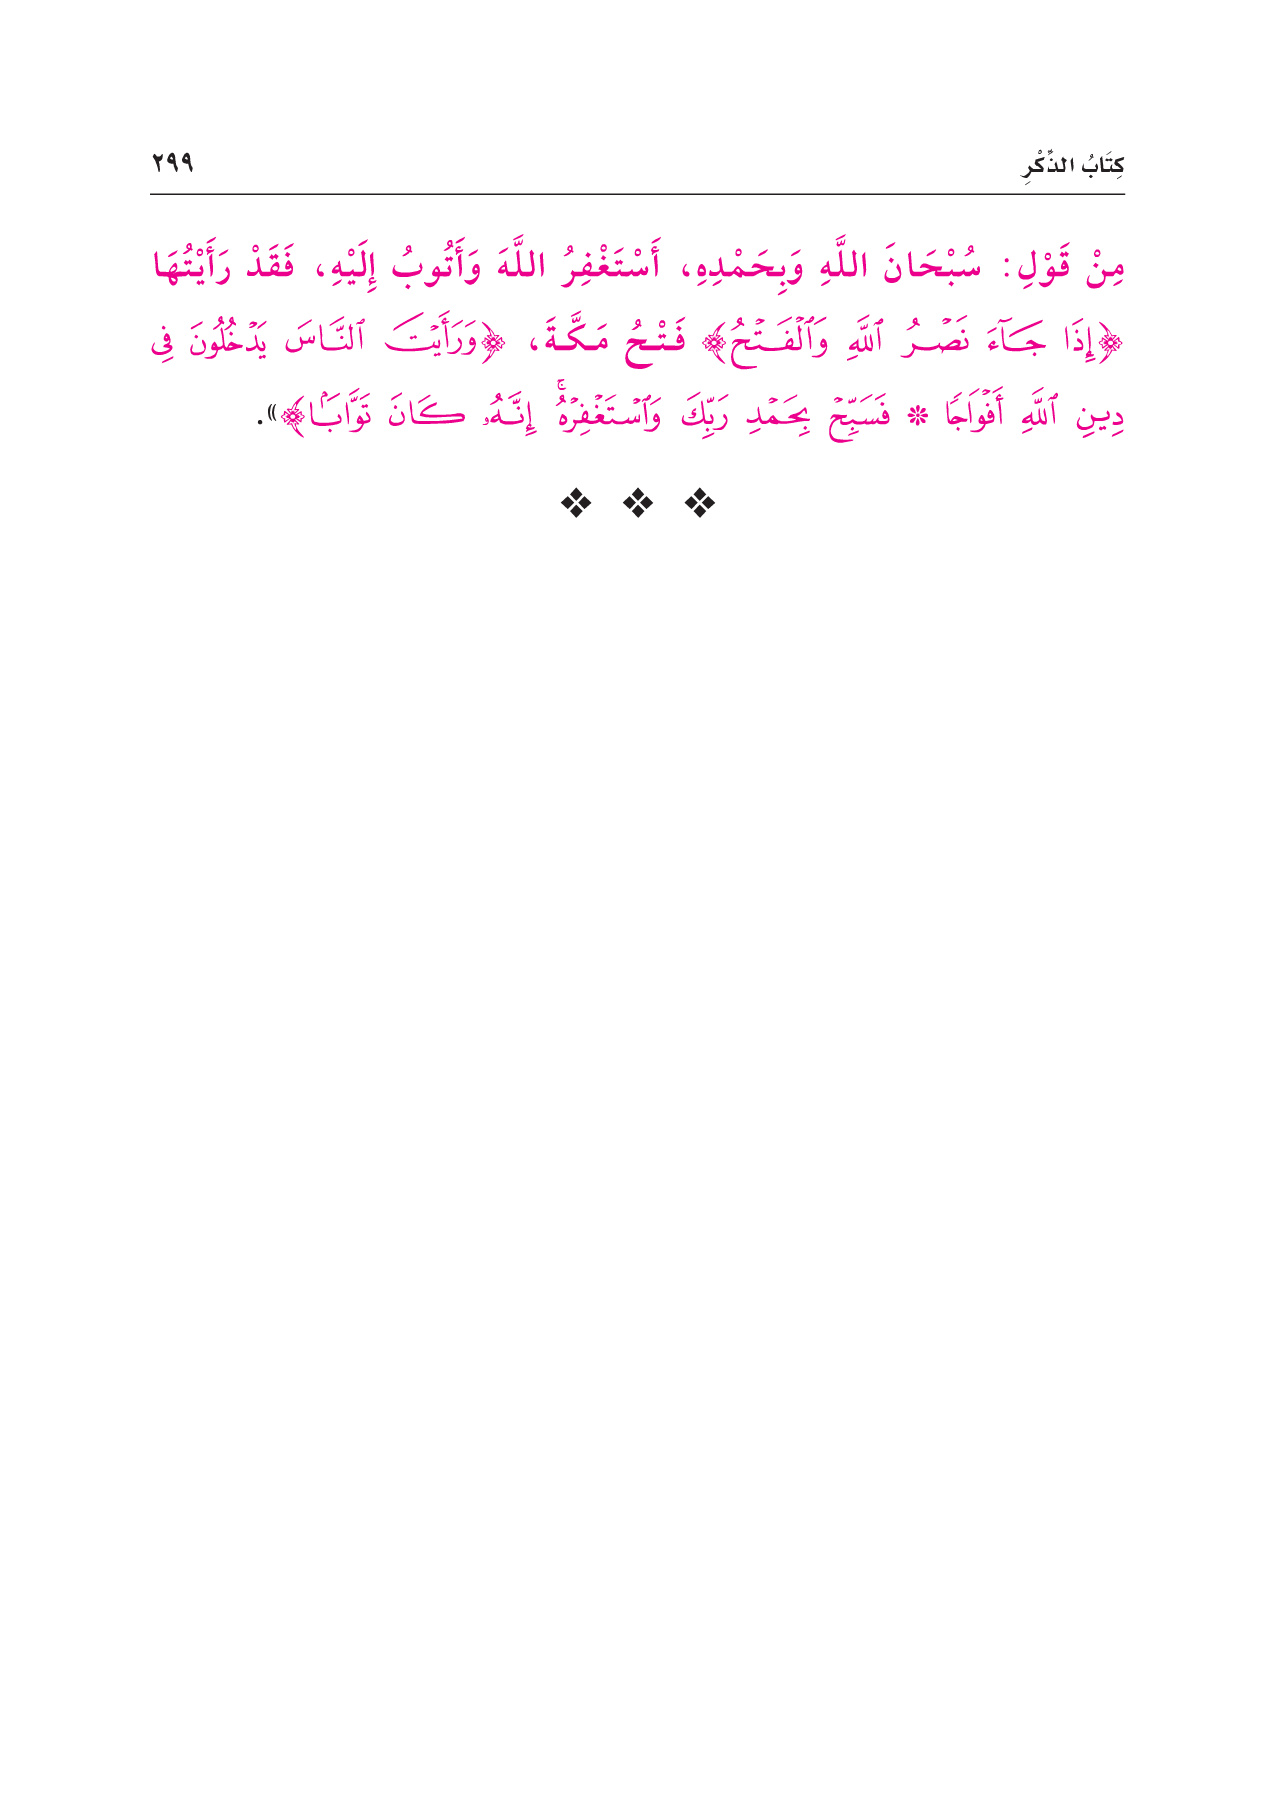 كِتَابُ الذِّكْرِ ٢٩٩
مِنْ قَوْلِ: سُبْحَانَ اللَّهِ وَبِحَمْدِهِ، أَسْتَغْفِرُ اللَّهَ وَأَتُوبُ إِلَيْهِ، فَقَدْ رَأَيْتُهَا
﴿إِذَا جَآءَ نَصۡرُ ٱللَّهِ وَٱلۡفَتۡحُ﴾ فَتْحُ مَكَّةَ، ﴿وَرَأَيۡتَ ٱلنَّاسَ يَدۡخُلُونَ فِى
دِينِ ٱللَّهِ أَفۡوَاجٗا * فَسَبِّحۡ بِحَمۡدِ رَبِّكَ وَٱسۡتَغۡفِرۡهُۚ إِنَّهُۥ كَانَ تَوَّابَۢا﴾».